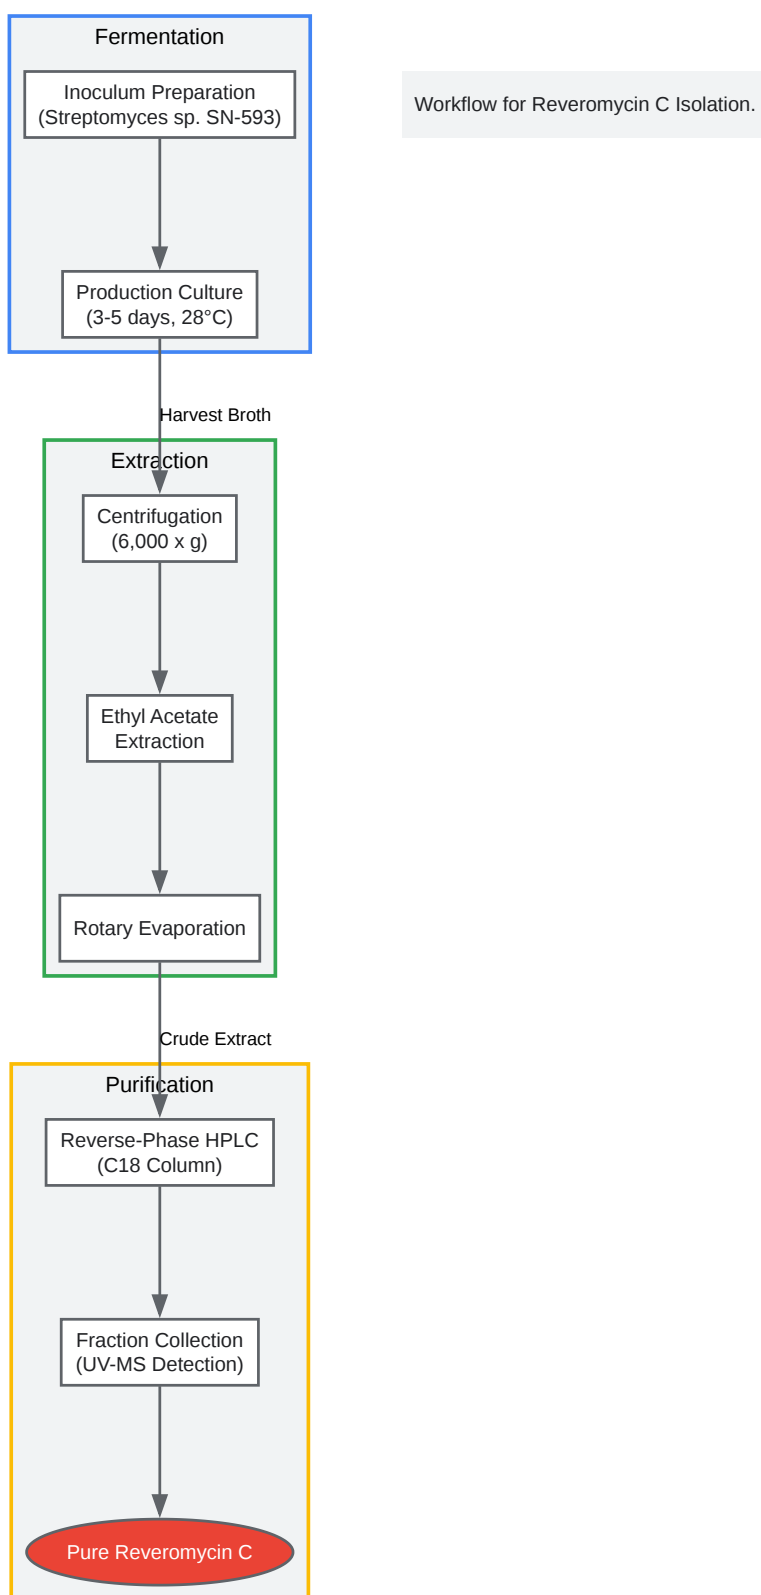 Fermentation
Inoculum Preparation
(Streptomyces sp. SN-593)
Workflow for Reveromycin C Isolation.
Production Culture
(3-5 days, 28°C)
Harvest Broth
Extraction
Centrifugation
(6,000 x g)
Ethyl Acetate
Extraction
Rotary Evaporation
Crude Extract
Purification
Reverse-Phase HPLC
(C18 Column)
Fraction Collection
(UV-MS Detection)
Pure Reveromycin C